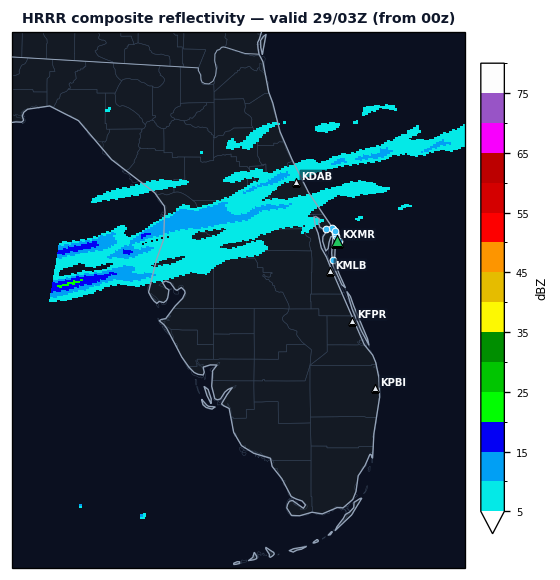 HRRR composite reflectivity — valid 29/03Z (from 00z)
KDAB
KXMR
KMLB
KFPR
KPBI
75
65
55
45
35
25
15
5
dBZ